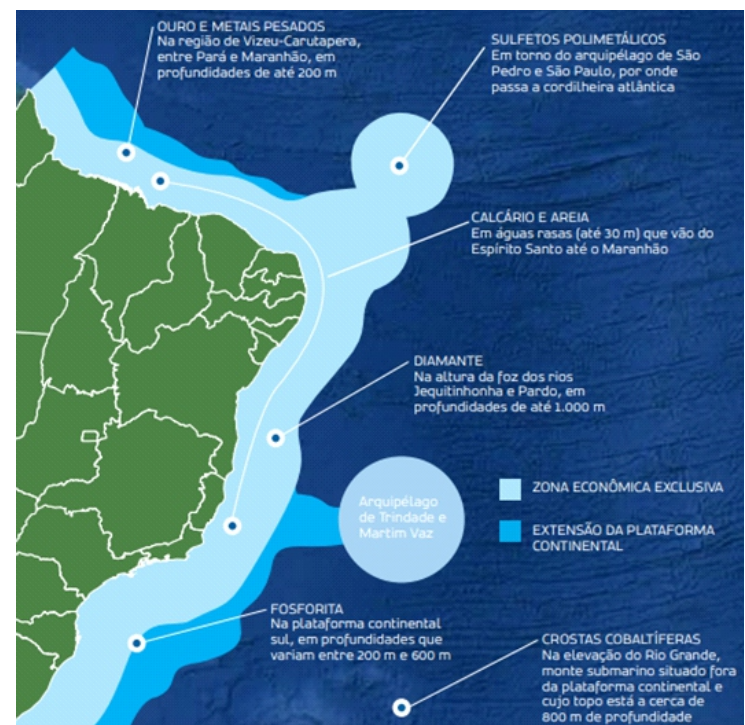 OURO E METAIS PESADOS
Na região de Vizeu-Carutapera,
entre Pará e Maranhão, em
profundidades de até 200 m
SULFETOS POLIMETÁLICOS
Em torno do arquipélago de São
Pedro e São Paulo, por onde
passa a cordilheira atlântica
CALCÁRIO E AREIA
Em águas rasas (até 30 m) que vão do
Espírito Santo até o Maranhão
DIAMANTE
Na altura da foz dos rios
Jequitinhonha e Pardo, em
profundidades de até 1.000 m
Arquipélago
de Trindade e
Martim Vaz
ZONA ECONÔMICA EXCLUSIVA
EXTENSÃO DA PLATAFORMA
CONTINENTAL
FOSFORITA
Na plataforma continental
sul, em profundidades que
variam entre 200 m e 600 m
CROSTAS COBALTÍFERAS
Na elevação do Rio Grande,
monte submarino situado fora
da plataforma continental e
cujo topo está a cerca de
800 m de profundidade